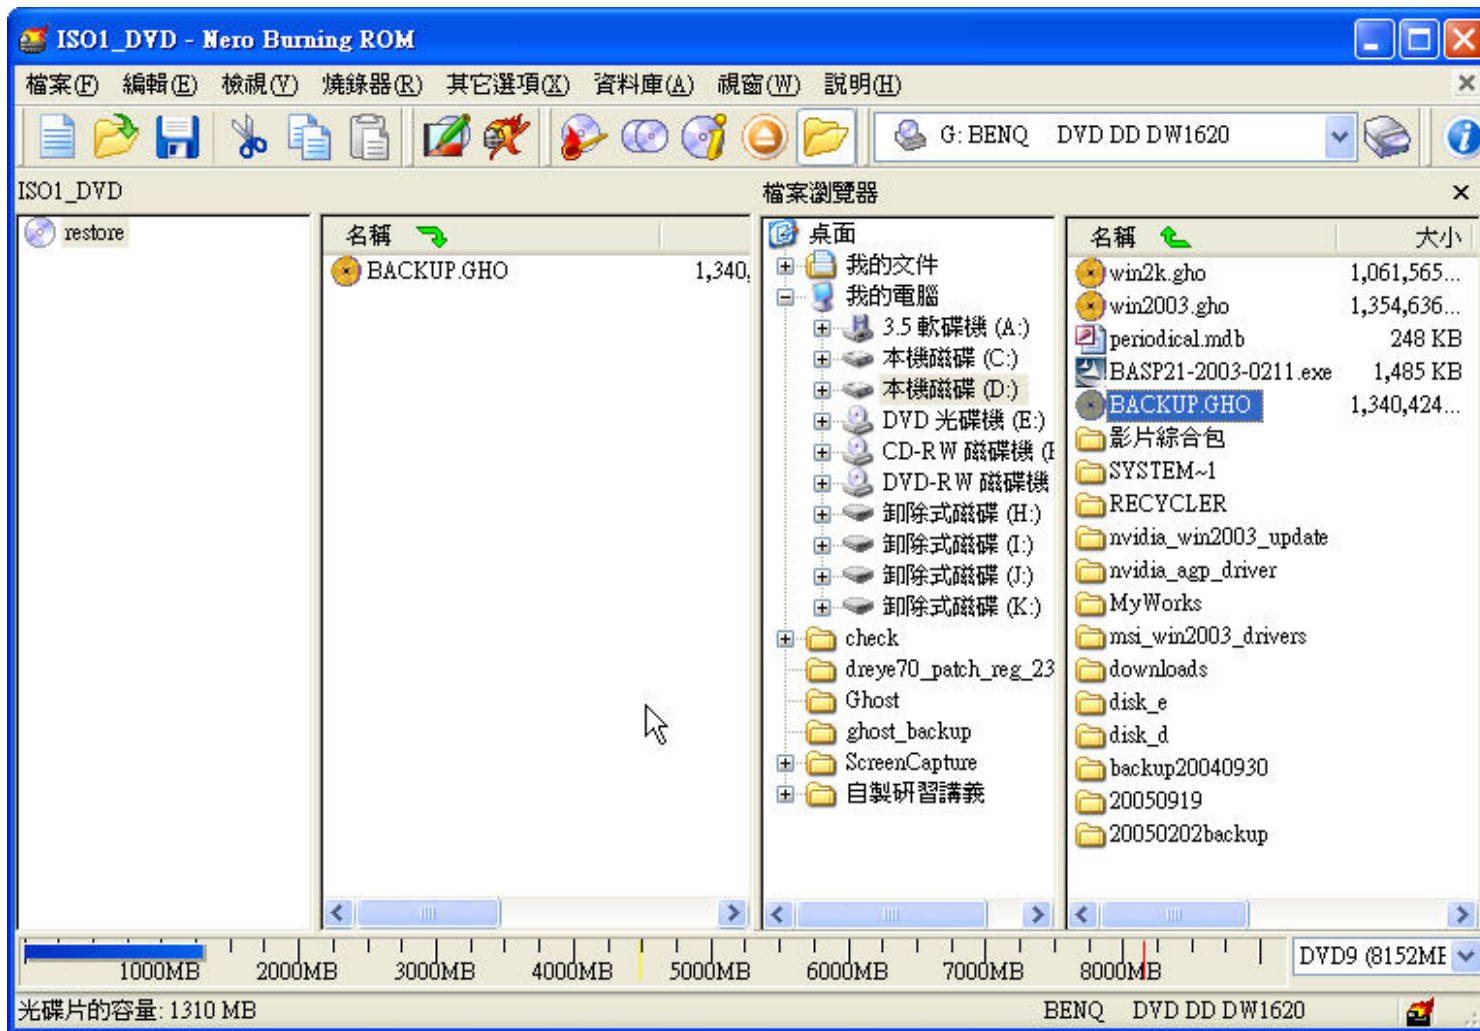 ISO1_DVD - Nero Burning ROM
檔案(F) 編輯(E) 檢視(V) 燒錄器(R) 其它選項(X) 資料庫(A) 視窗(W) 說明(H)
G: BENQ DVD DD DW1620
ISO1_DVD
檔案瀏覽器
restore
名稱
BACKUP.GHO 1,340,
桌面
我的文件
我的電腦
3.5 軟碟機 (A:)
本機磁碟 (C:)
本機磁碟 (D:)
DVD 光碟機 (E:)
CD-RW 磁碟機
DVD-RW 磁碟機
卸除式磁碟 (H:)
卸除式磁碟 (I:)
卸除式磁碟 (J:)
卸除式磁碟 (K:)
check
dreye70_patch_reg_23
Ghost
ghost_backup
ScreenCapture
自製研習講義
名稱 大小
win2k.gho 1,061,565...
win2003.gho 1,354,636...
periodical.mdb 248 KB
BASP21-2003-0211.exe 1,485 KB
BACKUP.GHO 1,340,424...
影片綜合包
SYSTEM~1
RECYCLER
nvidia_win2003_update
nvidia_agp_driver
MyWorks
msi_win2003_drivers
downloads
disk_e
disk_d
backup20040930
20050919
20050202backup
1000MB 2000MB 3000MB 4000MB 5000MB 6000MB 7000MB 8000MB
DVD9 (8152ME
光碟片的容量: 1310 MB
BENQ DVD DD DW1620